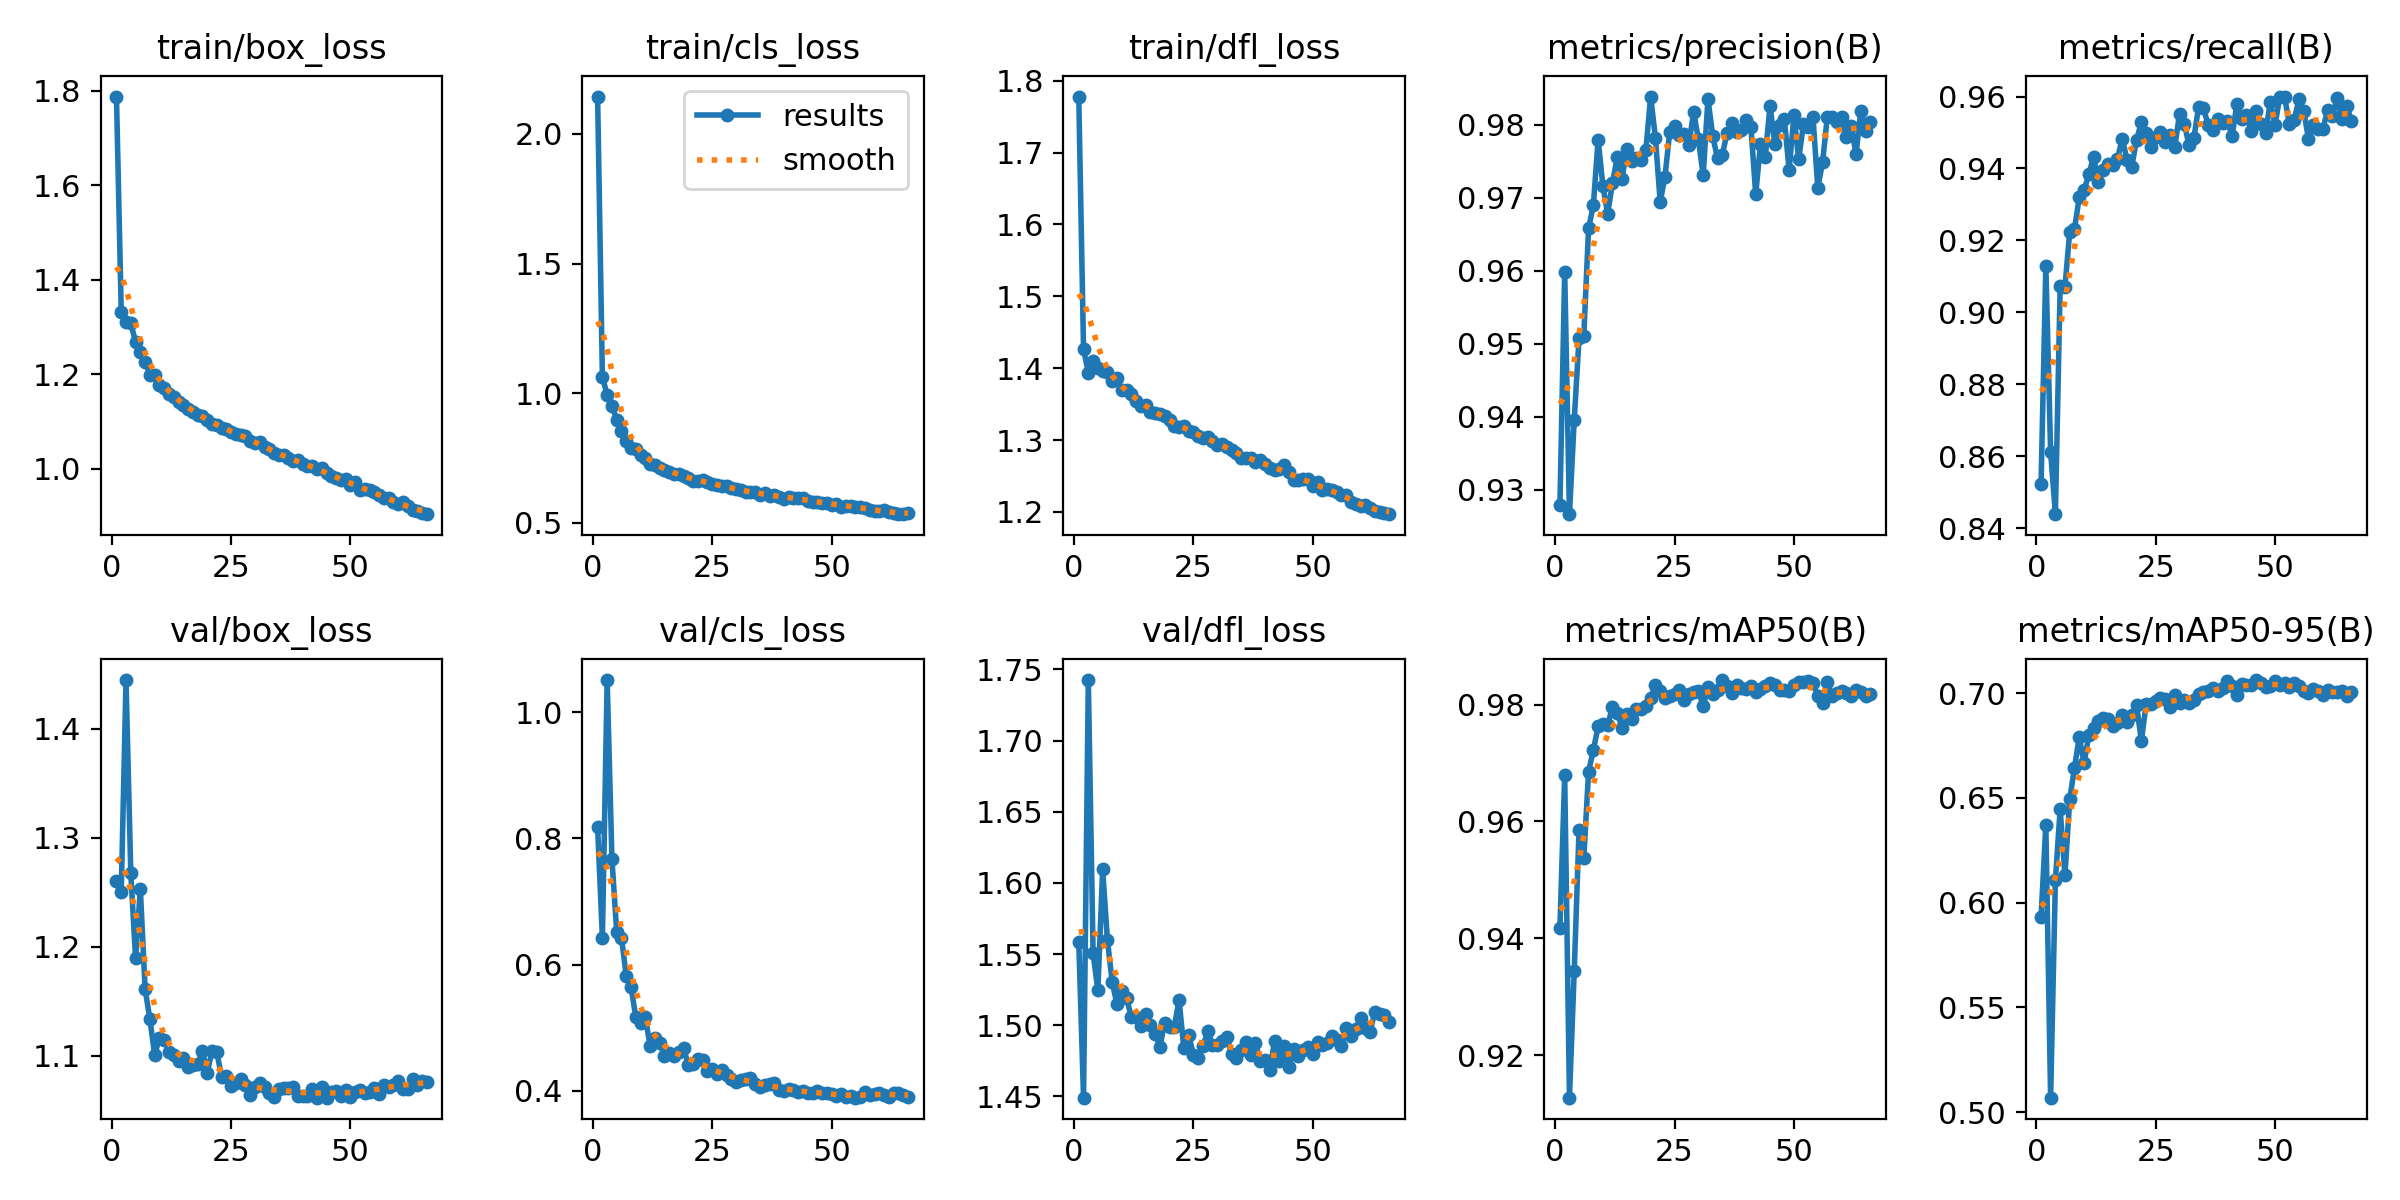 train/box_loss
1.8
1.6
1.4
1.2
1.0
0 25 50
train/cls_loss
results
smooth
2.0
1.5
1.0
0.5
0 25 50
train/dfl_loss
1.8
1.7
1.6
1.5
1.4
1.3
1.2
0 25 50
metrics/precision(B)
0.98
0.97
0.96
0.95
0.94
0.93
0 25 50
metrics/recall(B)
0.96
0.94
0.92
0.90
0.88
0.86
0.84
0 25 50
val/box_loss
1.4
1.3
1.2
1.1
0 25 50
val/cls_loss
1.0
0.8
0.6
0.4
0 25 50
val/dfl_loss
1.75
1.70
1.65
1.60
1.55
1.50
1.45
0 25 50
metrics/mAP50(B)
0.98
0.96
0.94
0.92
0 25 50
metrics/mAP50-95(B)
0.70
0.65
0.60
0.55
0.50
0 25 50